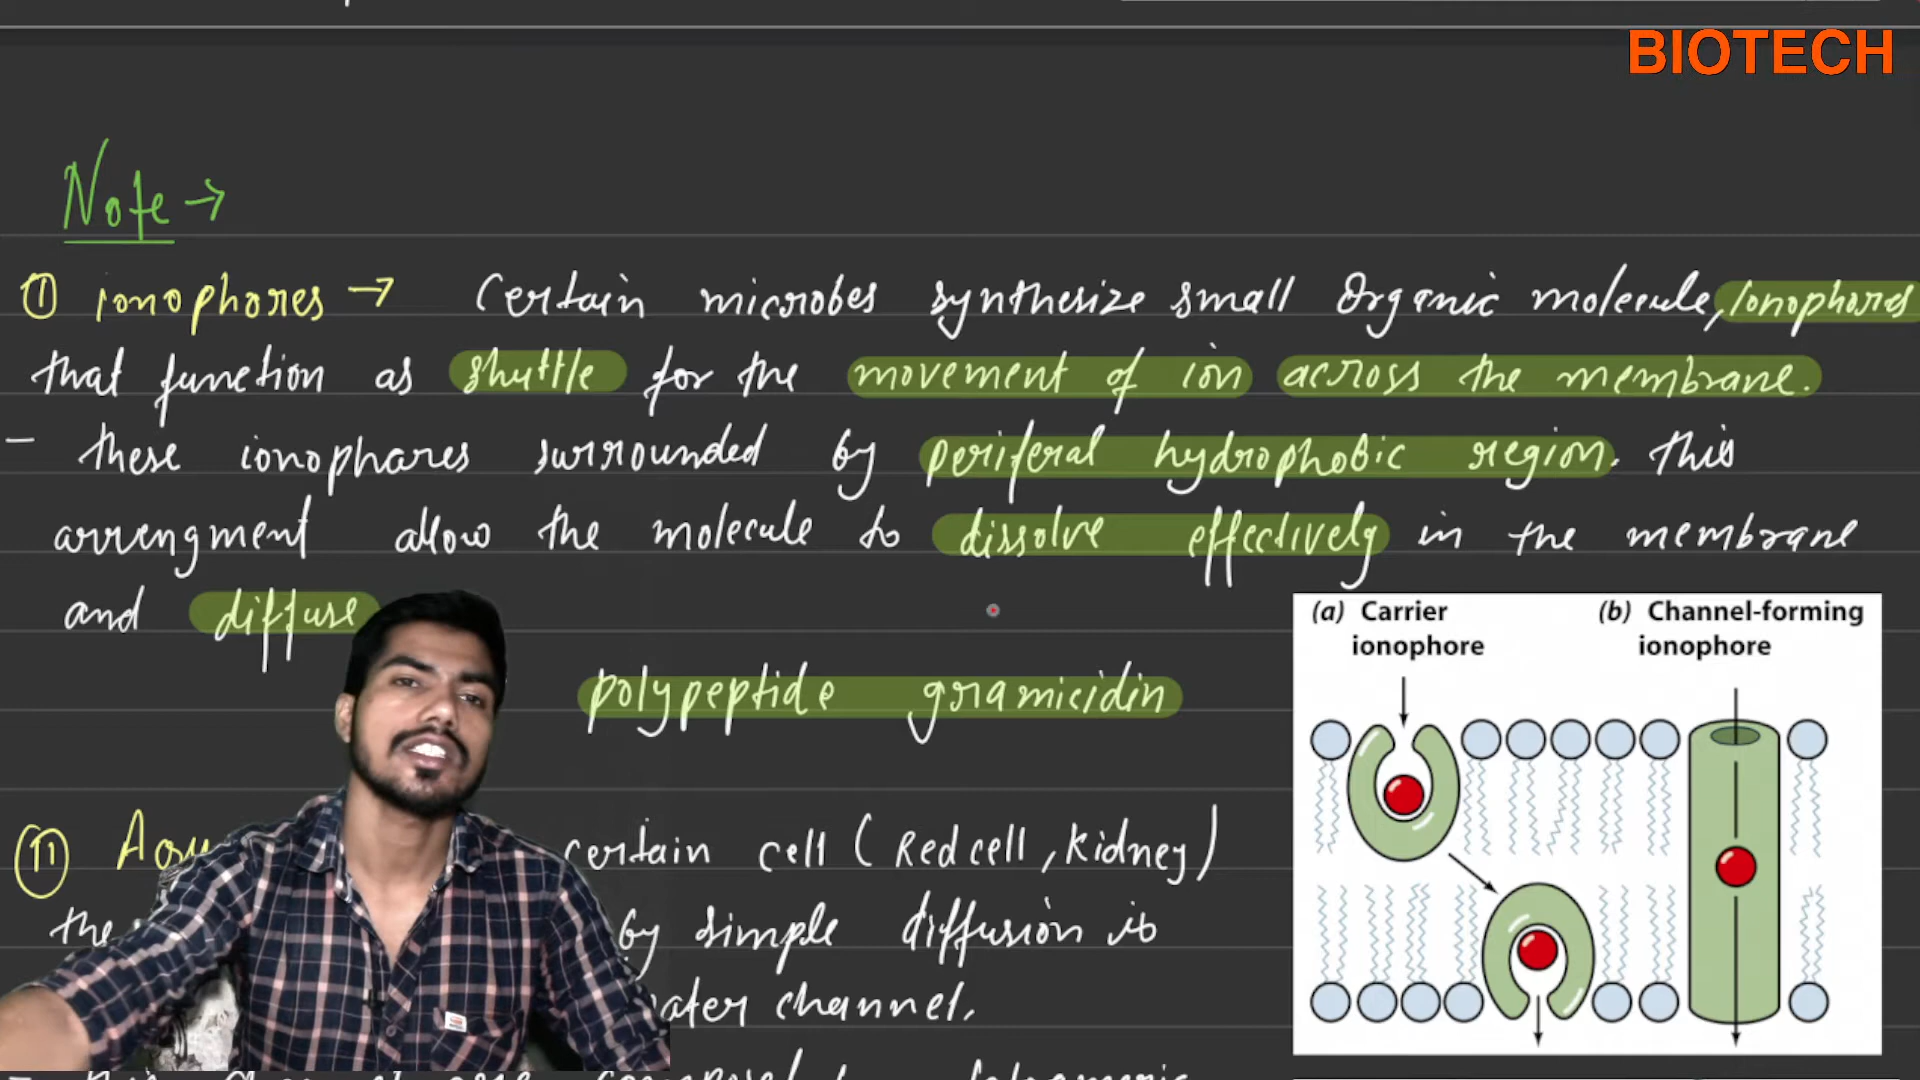 BIOTECH
Note →
① ionophores → Certain microbes synthesize small Organic molecule, ionophores
that function as shuttle for the movement of ion across the membrane.
– these ionophares surrounded by periferal hydrophobic region. this
arrengment allow the molecule to dissolve effectively in the membrane
and diffuse
polypeptide gramicidin
certain cell (Red cell, kidney)
the by simple diffusion is
water channel.
(a) Carrier
ionophore
(b) Channel-forming
ionophore